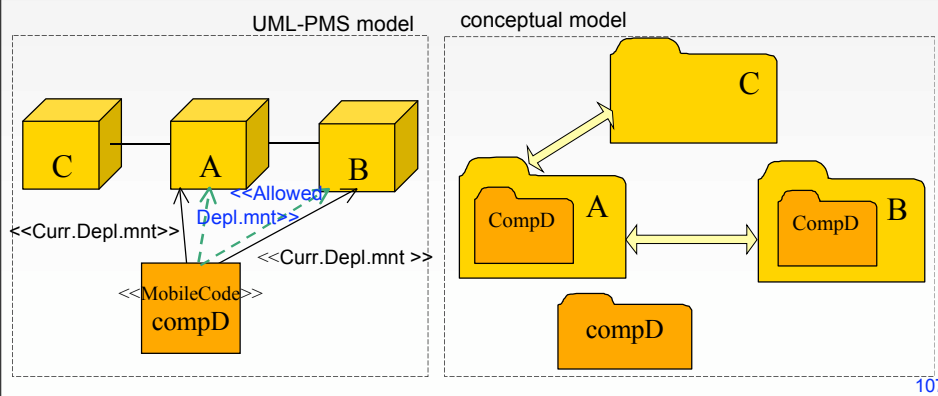 UML-PMS model
C
A
B
<<Allowed
Depl.mnt>>
<<Curr.Depl.mnt>>
<<Curr.Depl.mnt >>
<<MobileCode>>
compD
conceptual model
C
CompD
A
CompD
B
compD
107